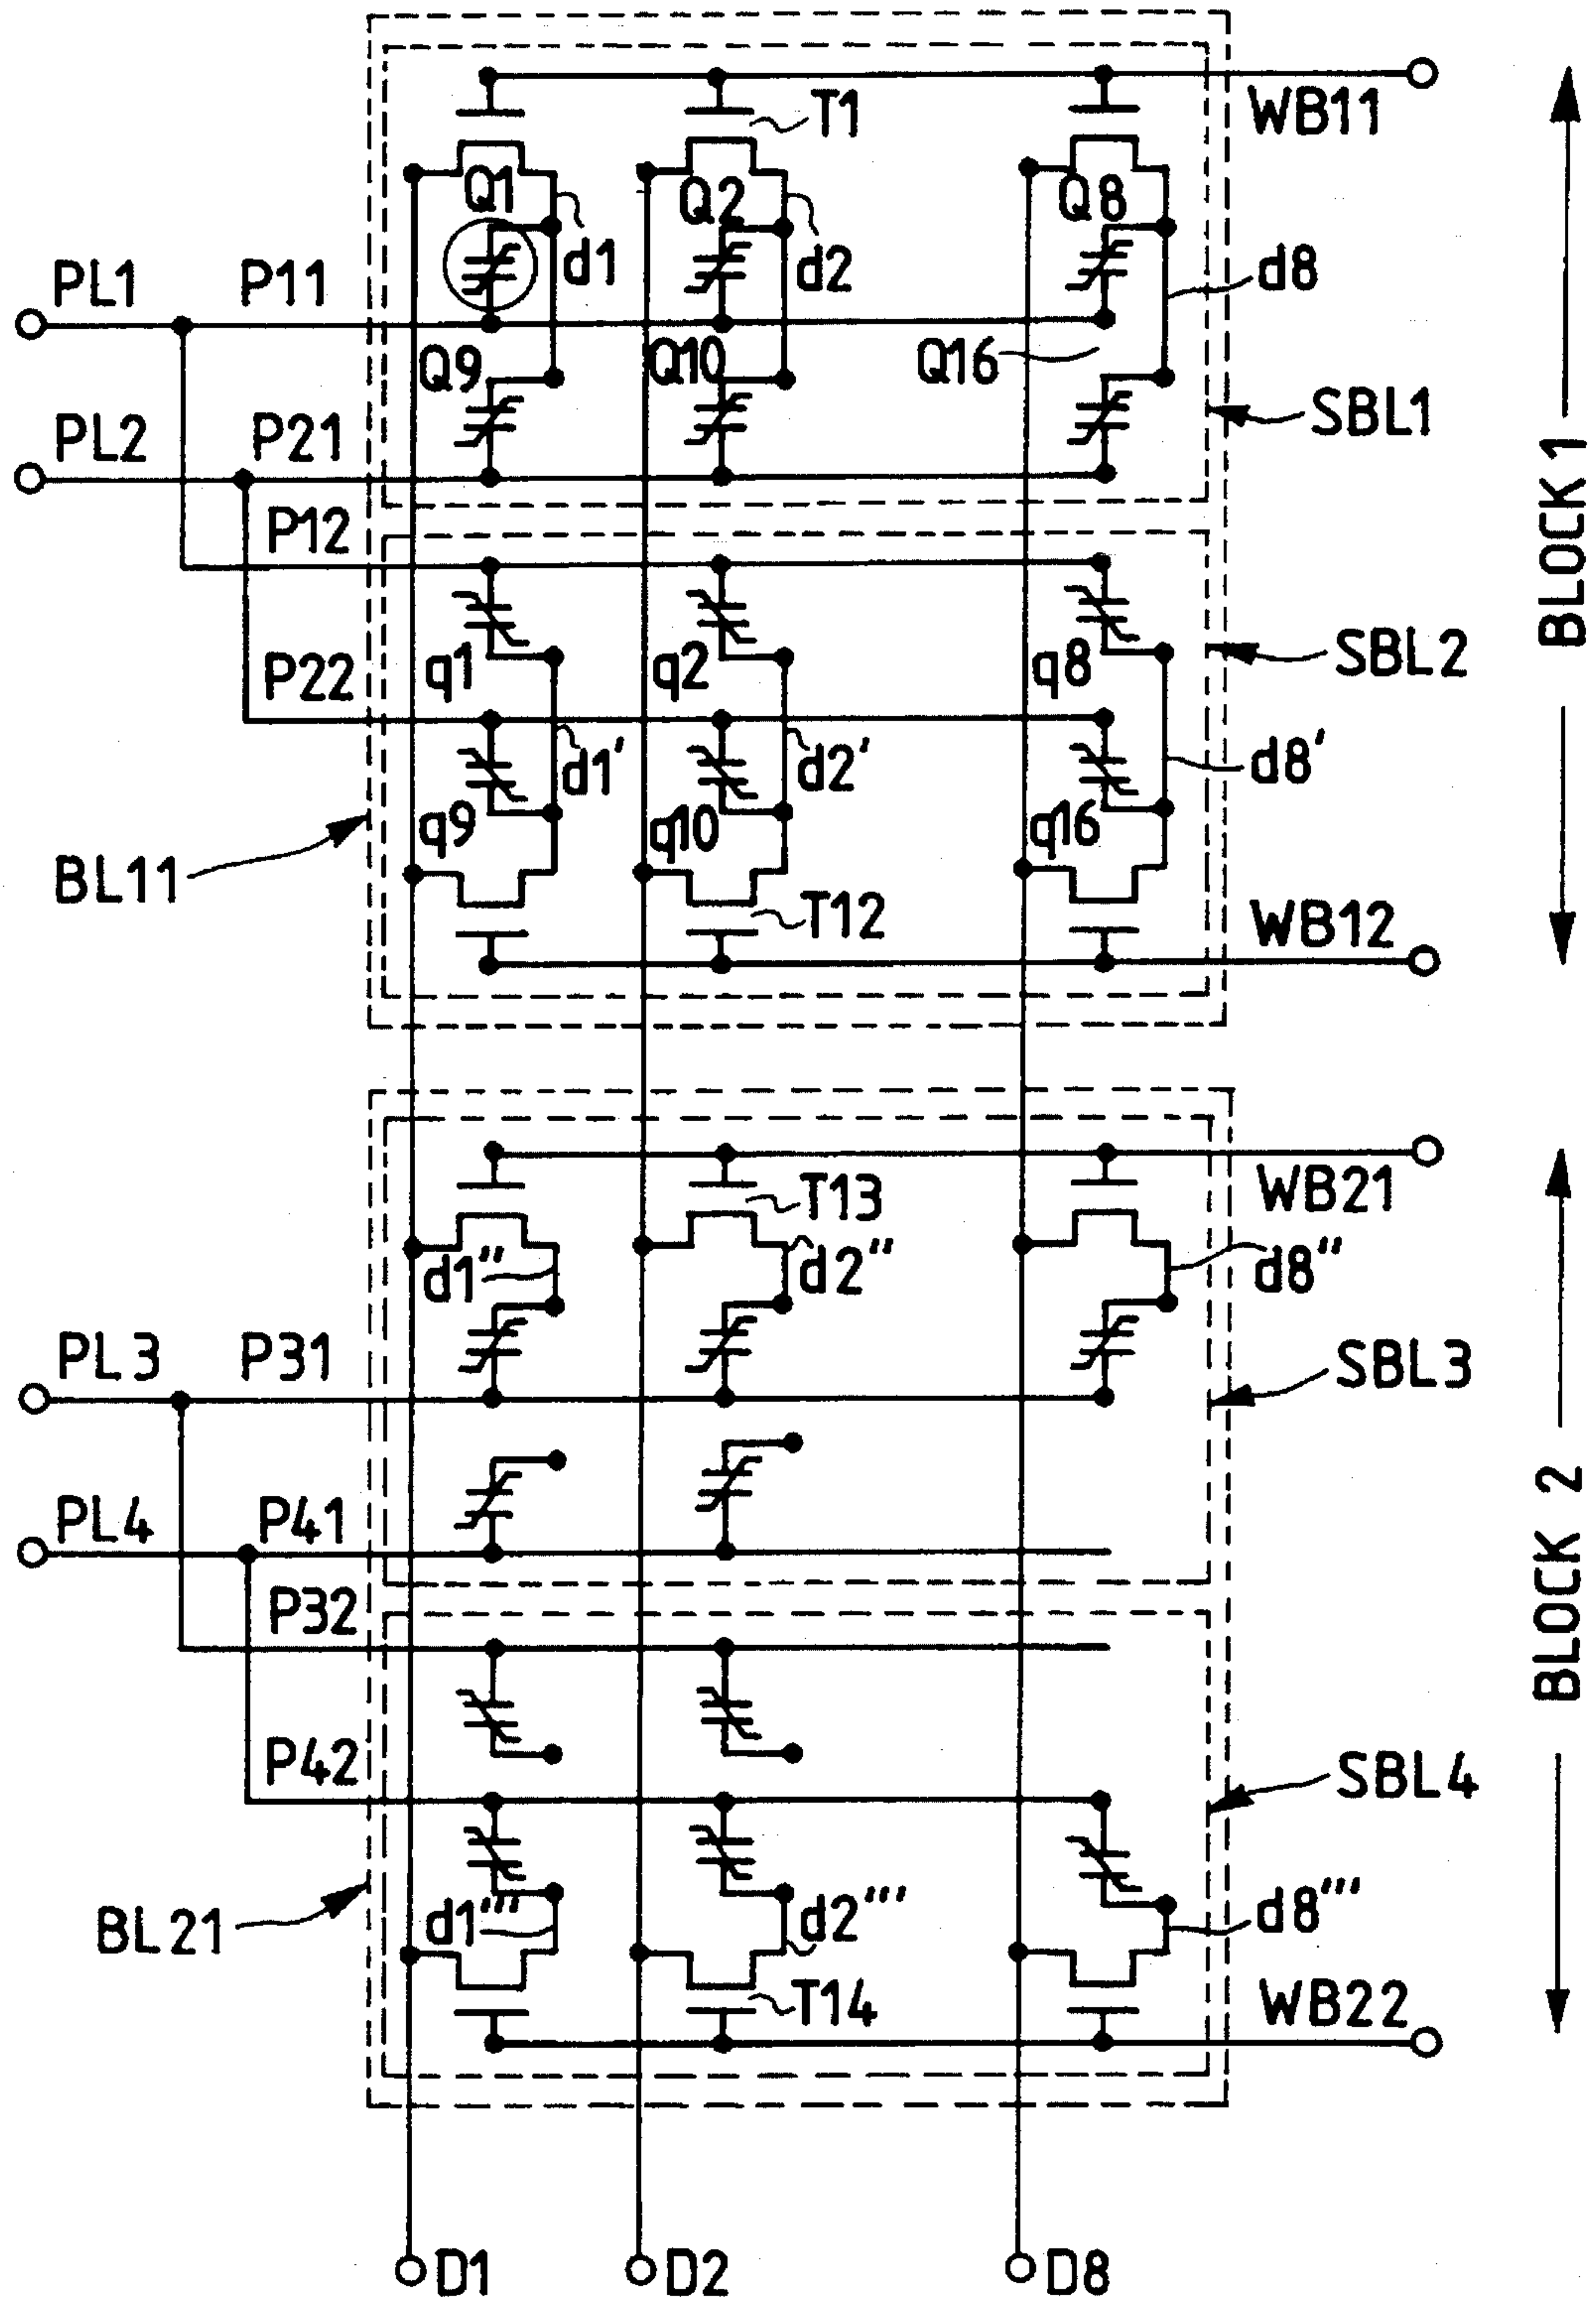 T1
WB11
Q1
Q2
Q8
d1
d2
d8
PL1
P11
Q9
Q10
Q16
SBL1
PL2
P21
P12
BLOCK 1
SBL2
P22
q1
q2
q8
d1'
d2'
d8'
q9
q10
q16
BL11
T12
WB12
T13
WB21
d1''
d2''
d8''
PL3
P31
SBL3
PL4
P41
P32
BLOCK 2
P42
SBL4
d1'''
d2'''
d8'''
BL21
T14
WB22
D1
D2
D8